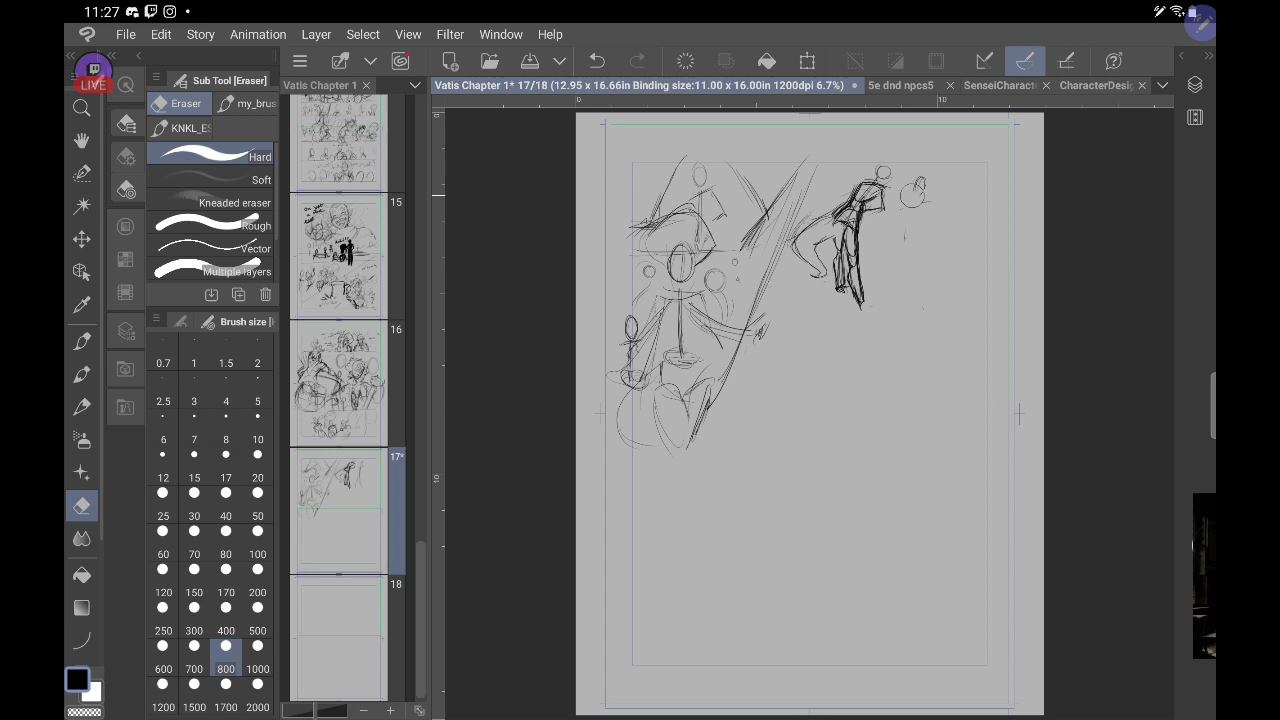 11:27
File Edit Story Animation Layer Select View Filter Window Help
LIVE
Sub Tool [Eraser]
Eraser
my_brus
KNKL_ES
Hard
Soft
Kneaded eraser
Rough
Vector
Multiple layers
Brush size [
0.7 1 1.5 2
2.5 3 4 5
6 7 8 10
12 15 17 20
25 30 40 50
60 70 80 100
120 150 170 200
250 300 400 500
600 700 800 1000
1200 1500 1700 2000
Vatis Chapter 1
15
16
17*
18
Vatis Chapter 1* 17/18 (12.95 x 16.66in Binding size:11.00 x 16.00in 1200dpi 6.7%)
5e dnd npcs5
SenseiCharact
CharacterDesig
0 10
0
10